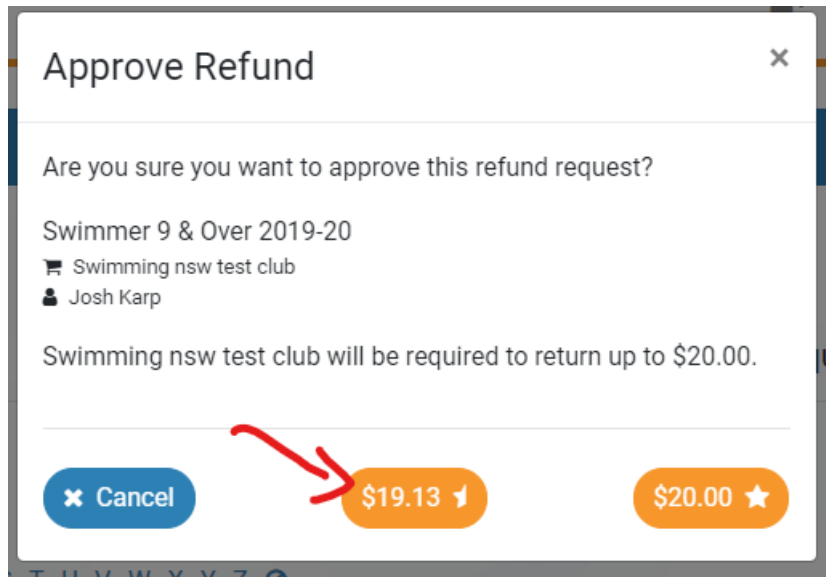 Approve Refund ×
Are you sure you want to approve this refund request?
Swimmer 9 & Over 2019-20
Swimming nsw test club
Josh Karp
Swimming nsw test club will be required to return up to $20.00.
Cancel $19.13 $20.00
T U V W X Y Z